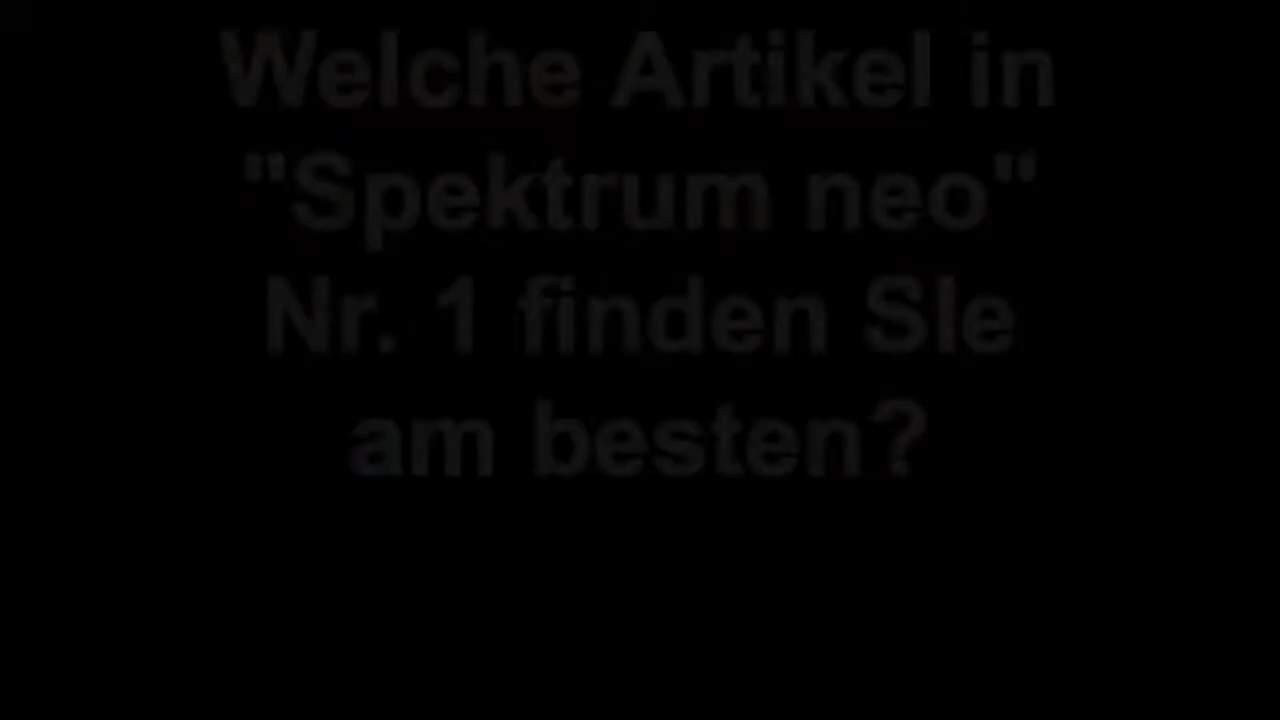 Welche Artikel in
"Spektrum neo"
Nr. 1 finden SIe
am besten?